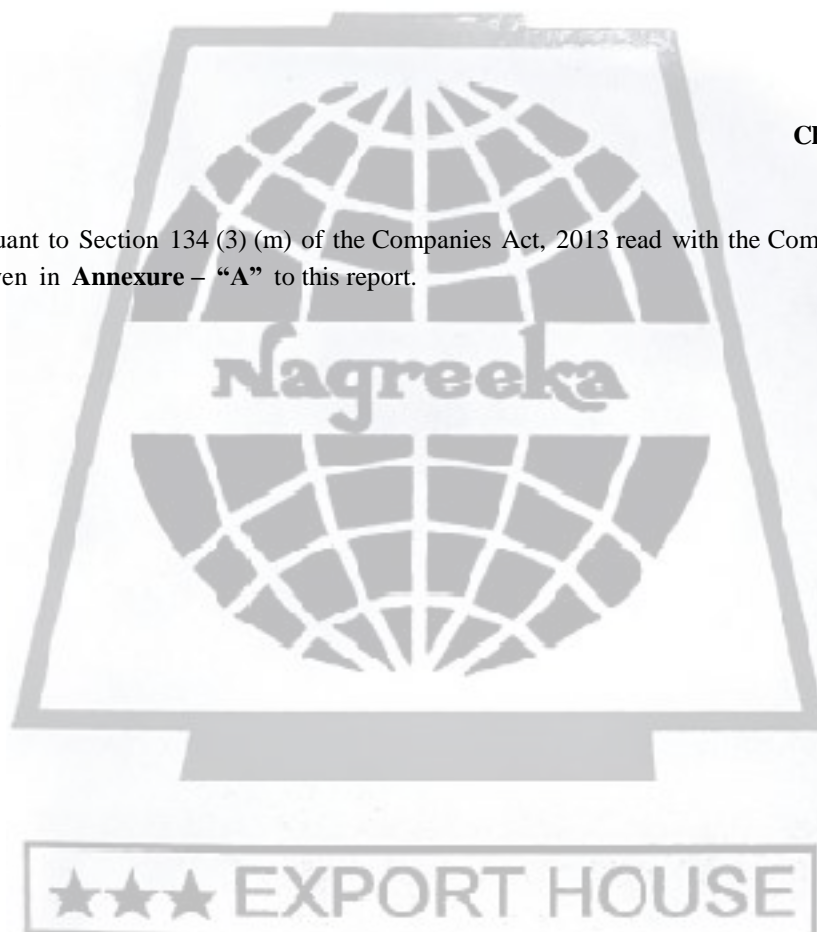 uant to Section 134 (3) (m) of the Companies Act, 2013 read with the Com
en in Annexure – “A” to this report.
Nagreeka
★★★ EXPORT HOUSE